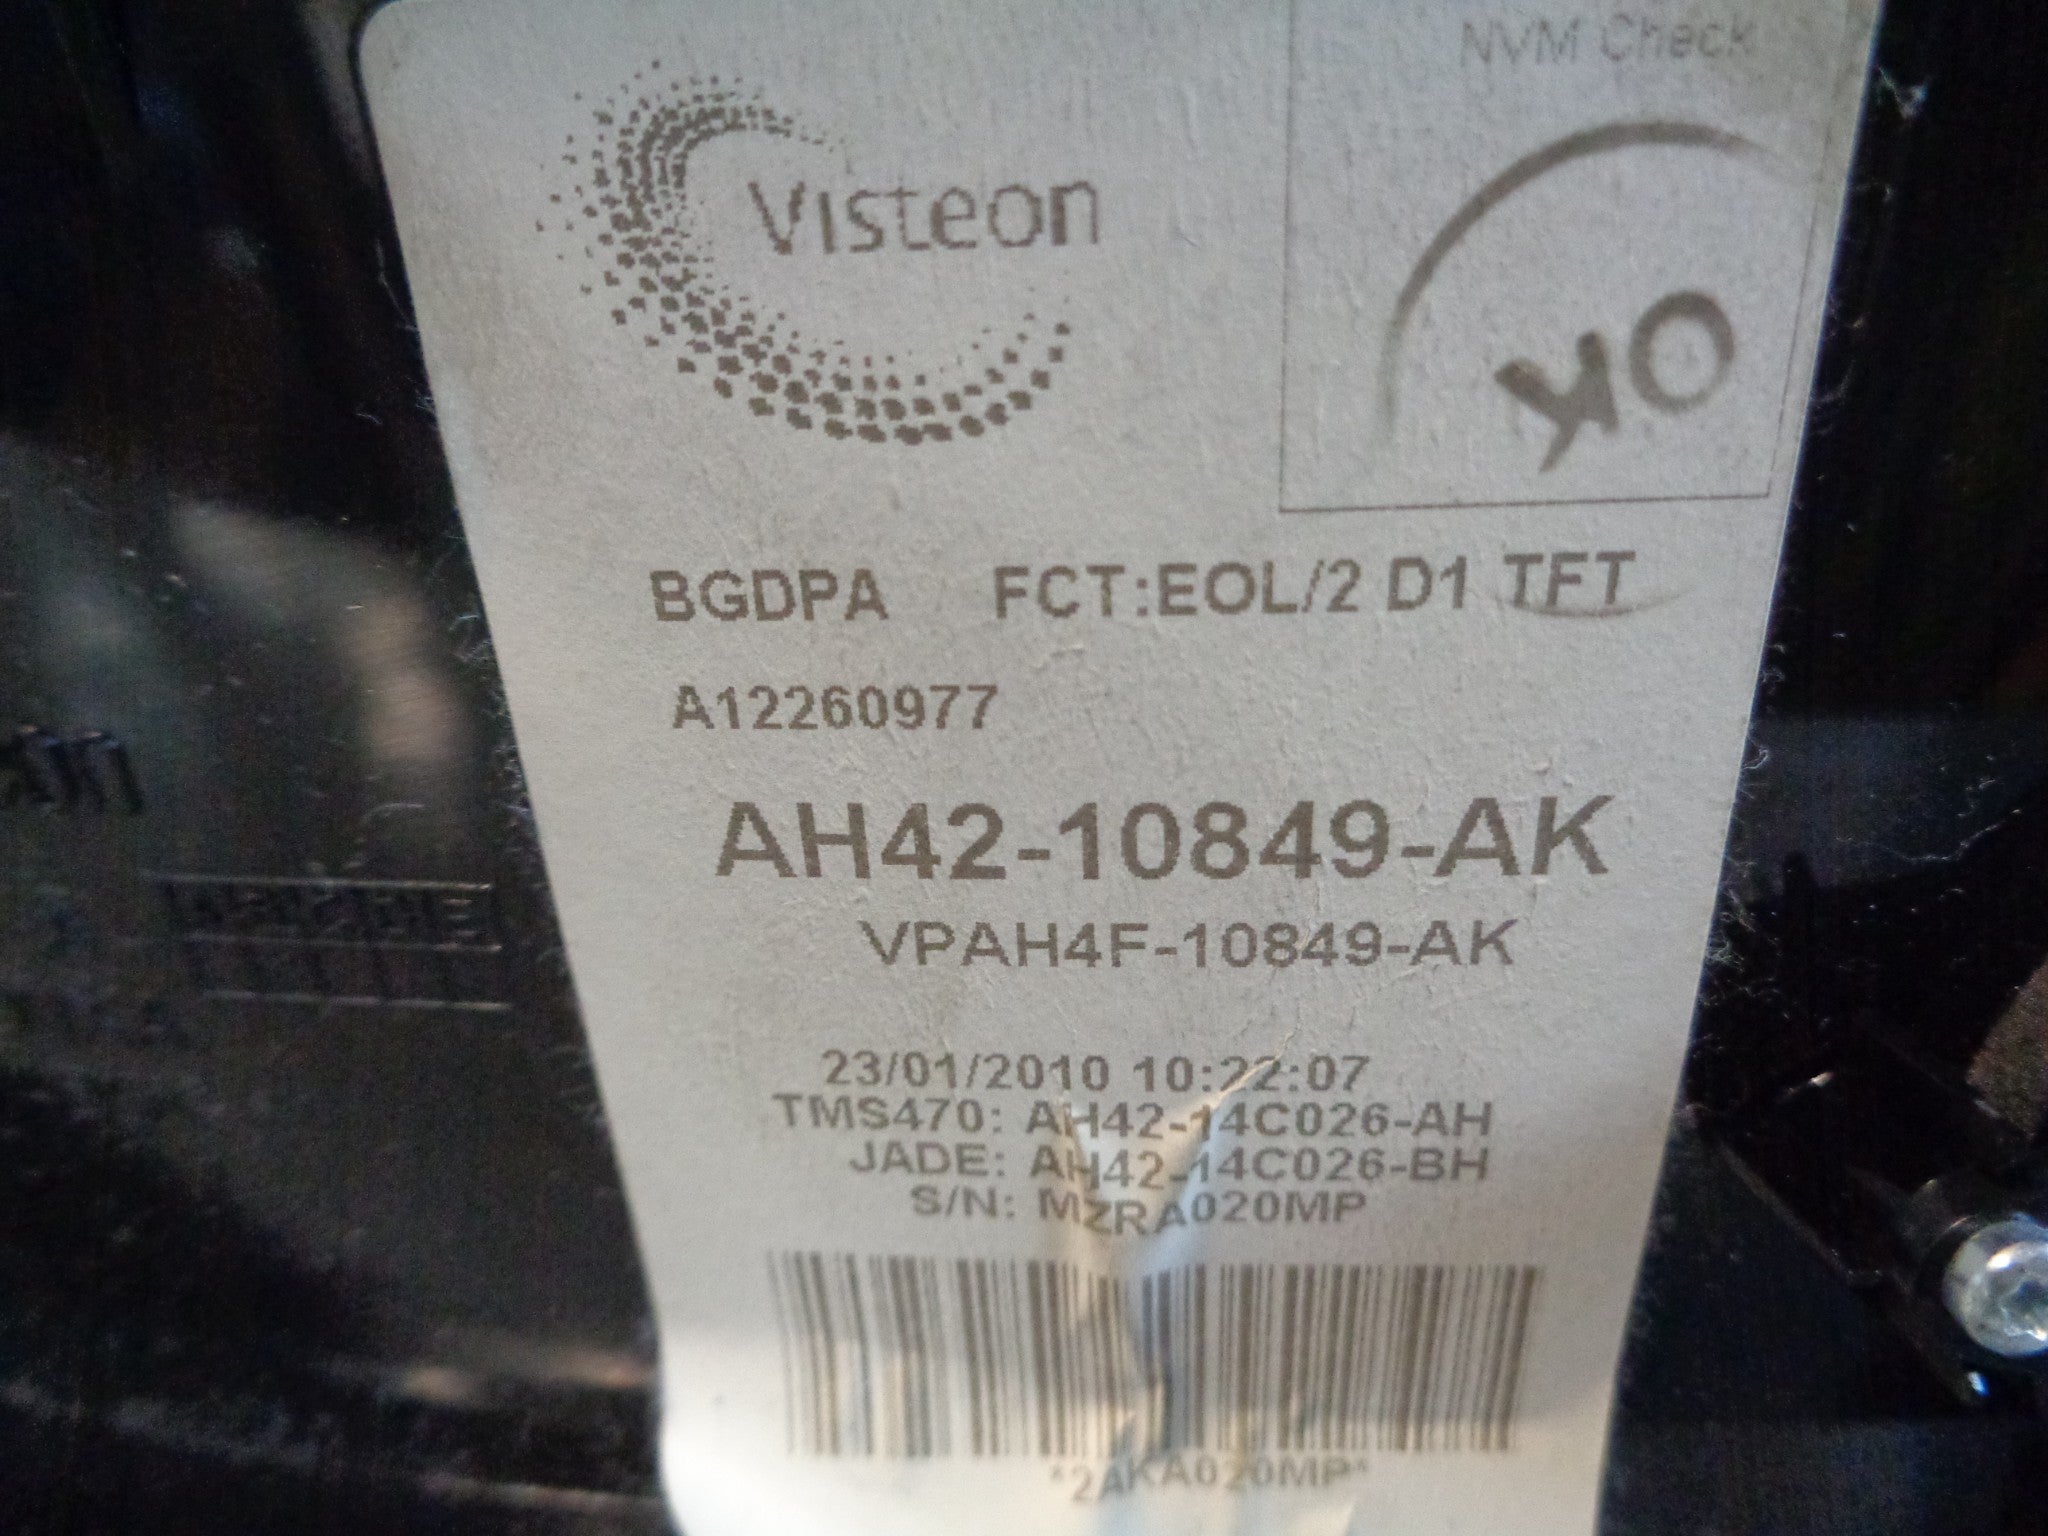 NVM Check
Visteon
OK
BGDPA FCT:EOL/2 D1 TFT
A12260977
AH42-10849-AK
VPAH4F-10849-AK
23/01/2010 10:22:07
TMS470: AH42-14C026-AH
JADE: AH42-14C026-BH
S/N: MZRA020MP
*2AKA020MP*